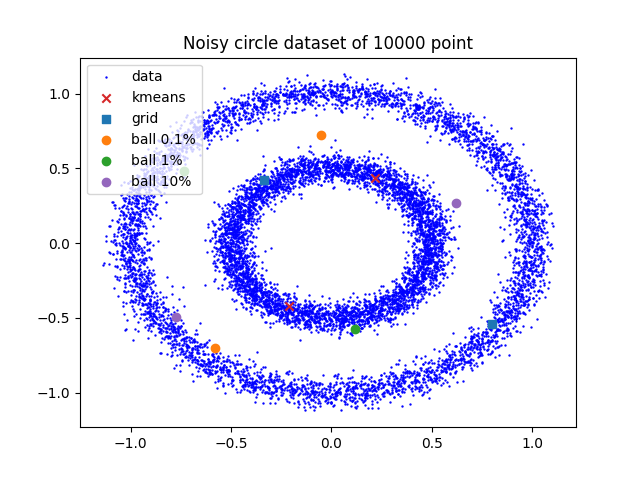 Noisy circle dataset of 10000 point
data
kmeans
grid
ball 0.1%
ball 1%
ball 10%
1.0
0.5
0.0
−0.5
−1.0
−1.0 −0.5 0.0 0.5 1.0